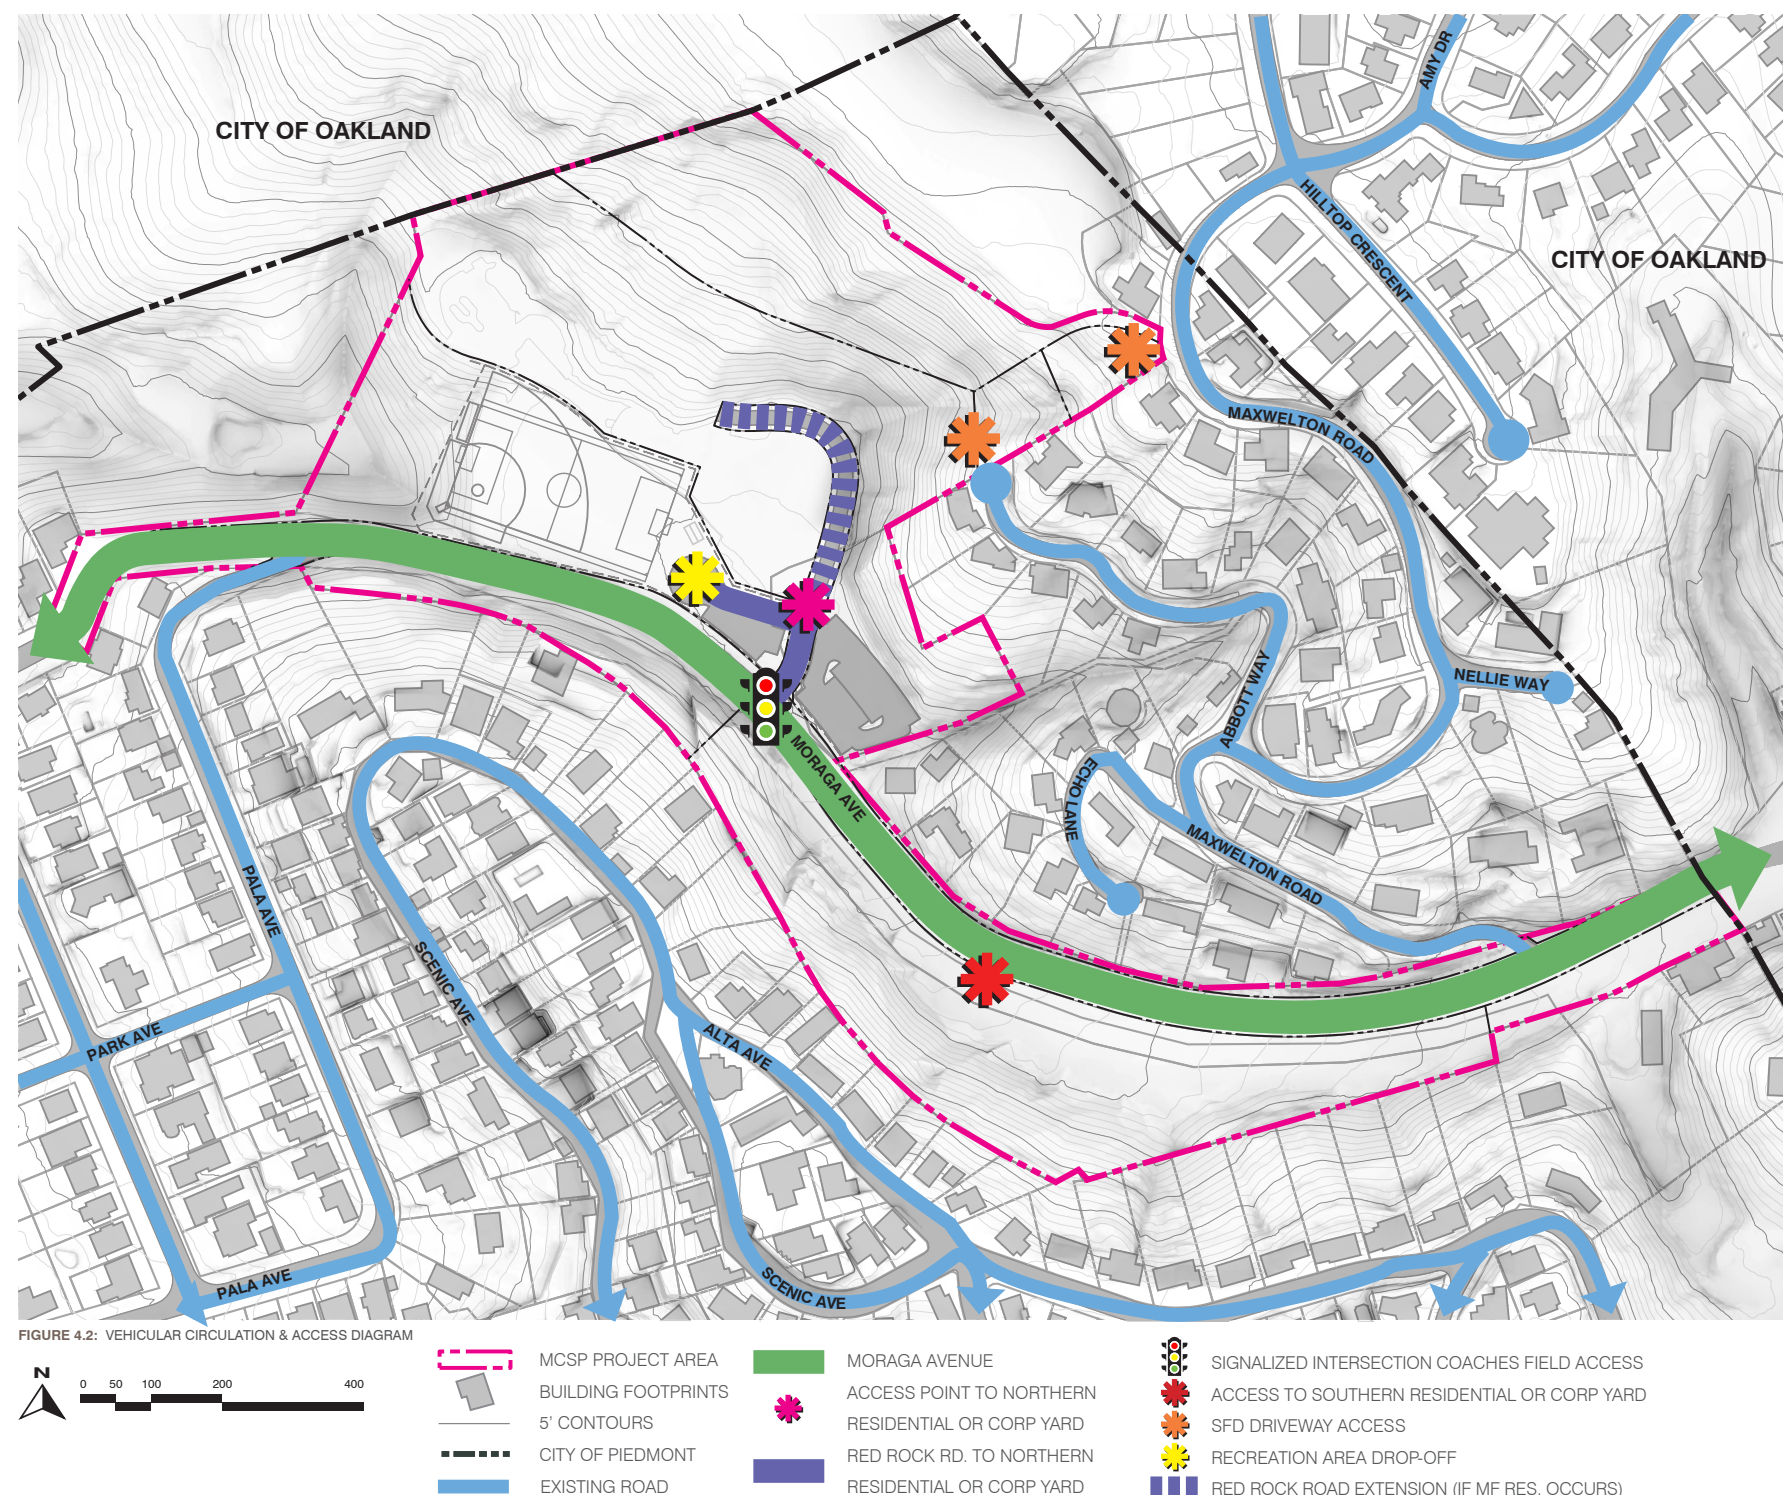 CITY OF OAKLAND
AMY DR
HILLTOP CRESCENT
CITY OF OAKLAND
MAXWELTON ROAD
NELLIE WAY
ABBOTT WAY
MORAGA AVE
ECHO LANE
MAXWELTON ROAD
PALA AVE
SCENIC AVE
PARK AVE
ALTA AVE
PALA AVE
SCENIC AVE
FIGURE 4.2: VEHICULAR CIRCULATION & ACCESS DIAGRAM
N
0 50 100 200 400
MCSP PROJECT AREA
BUILDING FOOTPRINTS
5' CONTOURS
CITY OF PIEDMONT
EXISTING ROAD
MORAGA AVENUE
ACCESS POINT TO NORTHERN
RESIDENTIAL OR CORP YARD
RED ROCK RD. TO NORTHERN
RESIDENTIAL OR CORP YARD
SIGNALIZED INTERSECTION COACHES FIELD ACCESS
ACCESS TO SOUTHERN RESIDENTIAL OR CORP YARD
SFD DRIVEWAY ACCESS
RECREATION AREA DROP-OFF
RED ROCK ROAD EXTENSION (IF MF RES. OCCURS)